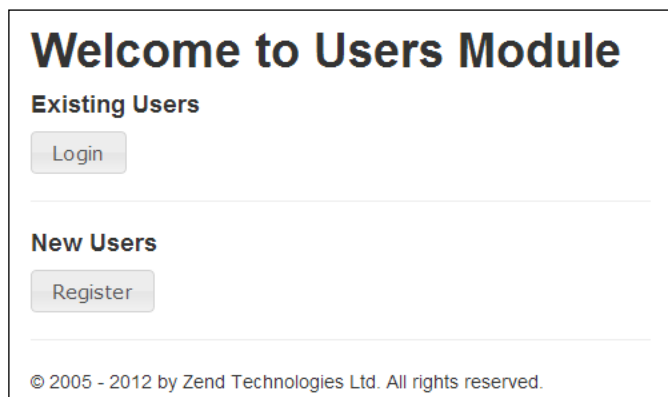 Welcome to Users Module
Existing Users
Login
New Users
Register
© 2005 - 2012 by Zend Technologies Ltd. All rights reserved.